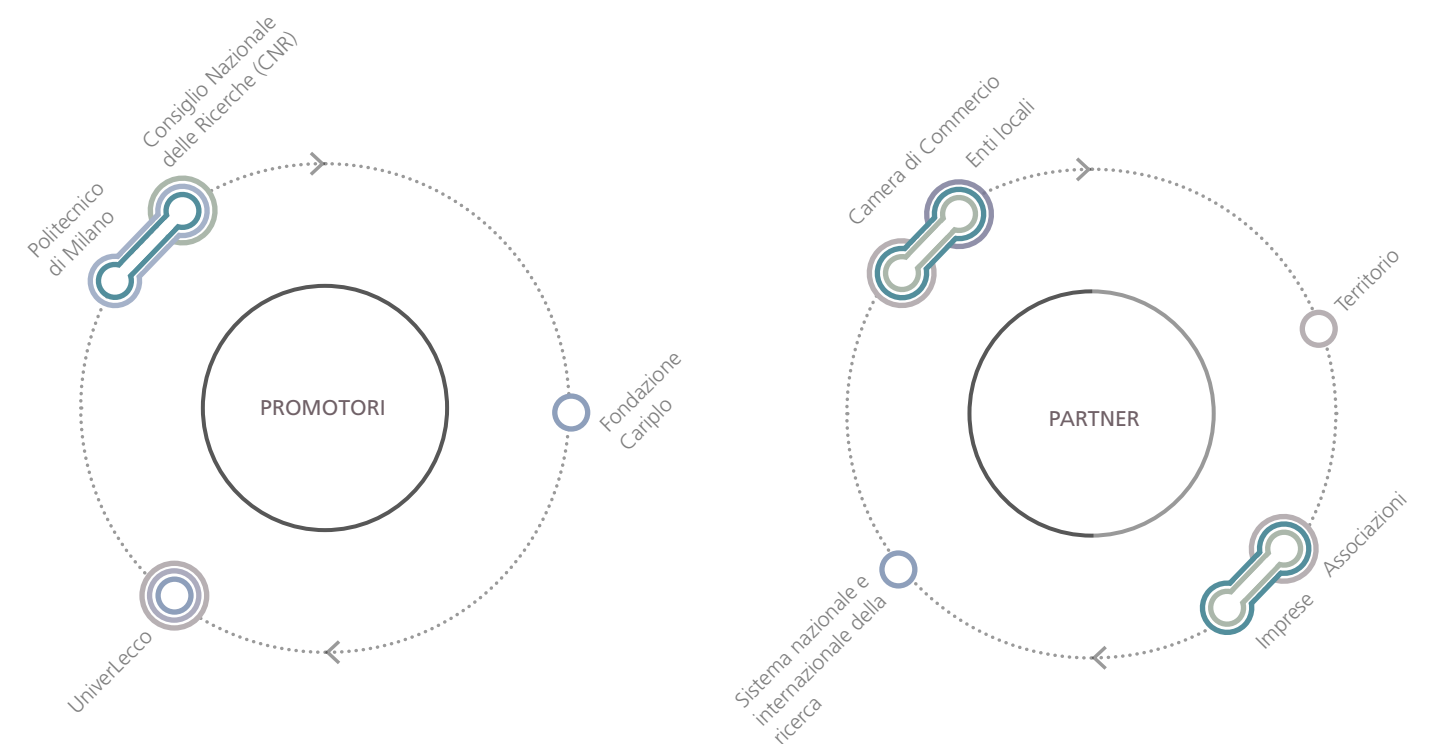 Consiglio Nazionale
delle Ricerche (CNR)
Politecnico
di Milano
PROMOTORI
Fondazione
Cariplo
UniverLecco
Camera di Commercio
Enti locali
Territorio
PARTNER
Associazioni
Imprese
Sistema nazionale e
internazionale della
ricerca